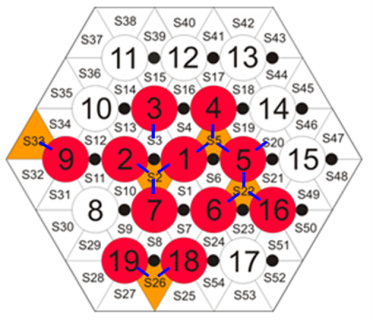 S38 S40 S42
S37 S39 S41 S43
11 12 13
S36 S15 S17 S44
S35 S14 S16 S18 S45
10 3 4 14
S34 S13 S4 S19 S46
S33 S12 S3 S5 S20 S47
9 2 1 5 15
S32 S11 S2 S6 S21 S48
S31 S10 S22 S49
8 7 6 16
S30 S9 S1 S23 S50
S29 S8 S7 S24 S51
19 18 17
S28 S26 S54 S52
S27 S25 S53